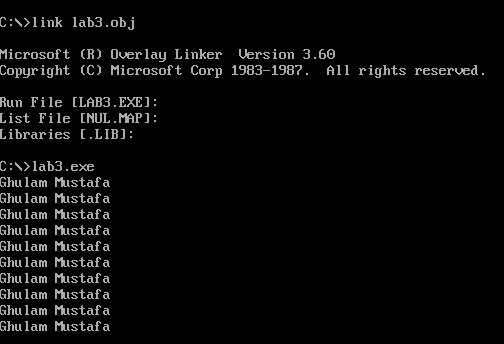 C:\>link lab3.obj
Microsoft (R) Overlay Linker  Version 3.60
Copyright (C) Microsoft Corp 1983-1987.  All rights reserved.
Run File [LAB3.EXE]:
List File [NUL.MAP]:
Libraries [.LIB]:
C:\>lab3.exe
Ghulam Mustafa
Ghulam Mustafa
Ghulam Mustafa
Ghulam Mustafa
Ghulam Mustafa
Ghulam Mustafa
Ghulam Mustafa
Ghulam Mustafa
Ghulam Mustafa
Ghulam Mustafa